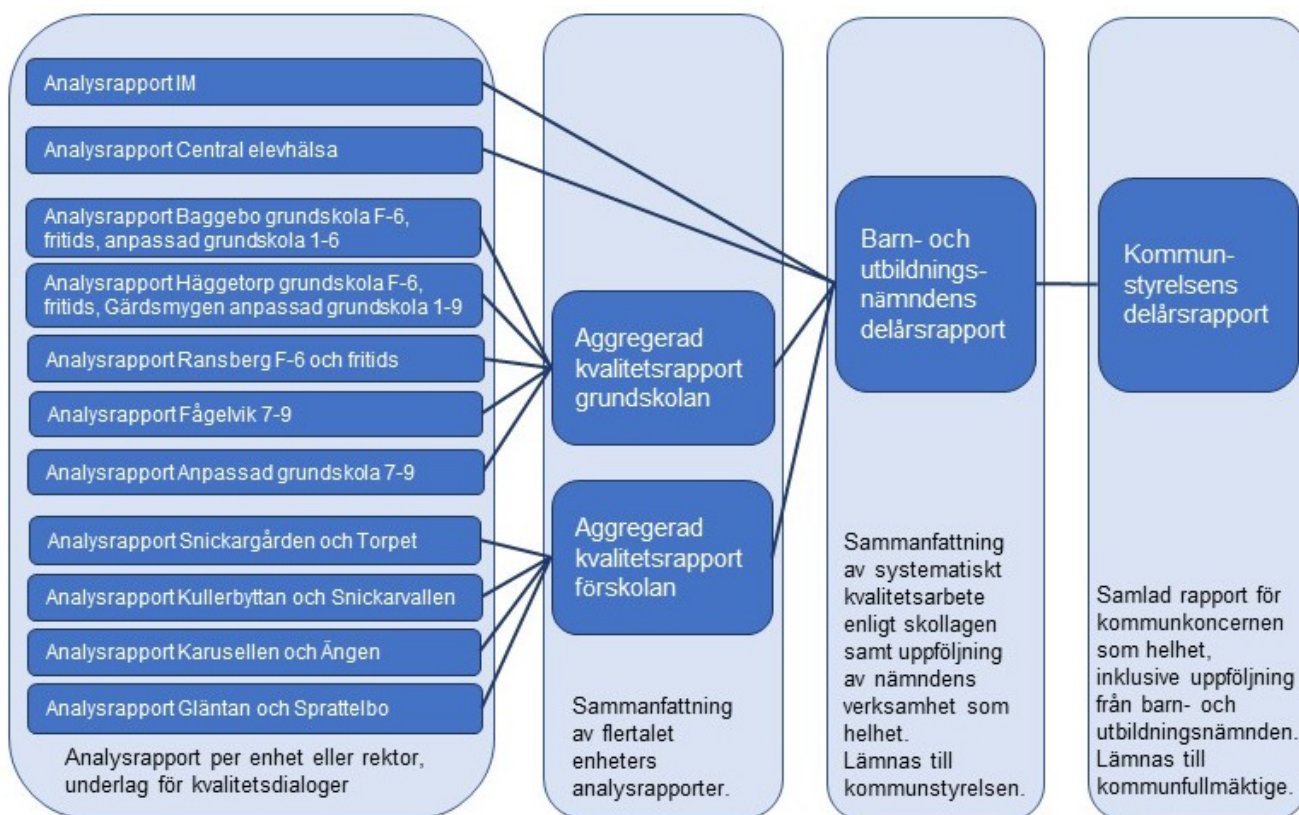 Analysrapport IM
Analysrapport Central elevhälsa
Analysrapport Baggebo grundskola F-6,
fritids, anpassad grundskola 1-6
Analysrapport Häggetorp grundskola F-6,
fritids, Gärdsmygen anpassad grundskola 1-9
Analysrapport Ransberg F-6 och fritids
Analysrapport Fågelvik 7-9
Analysrapport Anpassad grundskola 7-9
Analysrapport Snickargården och Torpet
Analysrapport Kullerbyttan och Snickarvallen
Analysrapport Karusellen och Ängen
Analysrapport Gläntan och Sprattelbo
Analysrapport per enhet eller rektor,
underlag för kvalitetsdialoger
Aggregerad
kvalitetsrapport
grundskolan
Aggregerad
kvalitetsrapport
förskolan
Sammanfattning
av flertalet
enheters
analysrapporter.
Barn- och
utbildnings-
nämndens
delårsrapport
Sammanfattning
av systematiskt
kvalitetsarbete
enligt skollagen
samt uppföljning
av nämndens
verksamhet som
helhet.
Lämnas till
kommunstyrelsen.
Kommun-
styrelsens
delårsrapport
Samlad rapport för
kommunkoncernen
som helhet,
inklusive uppföljning
från barn- och
utbildningsnämnden.
Lämnas till
kommunfullmäktige.